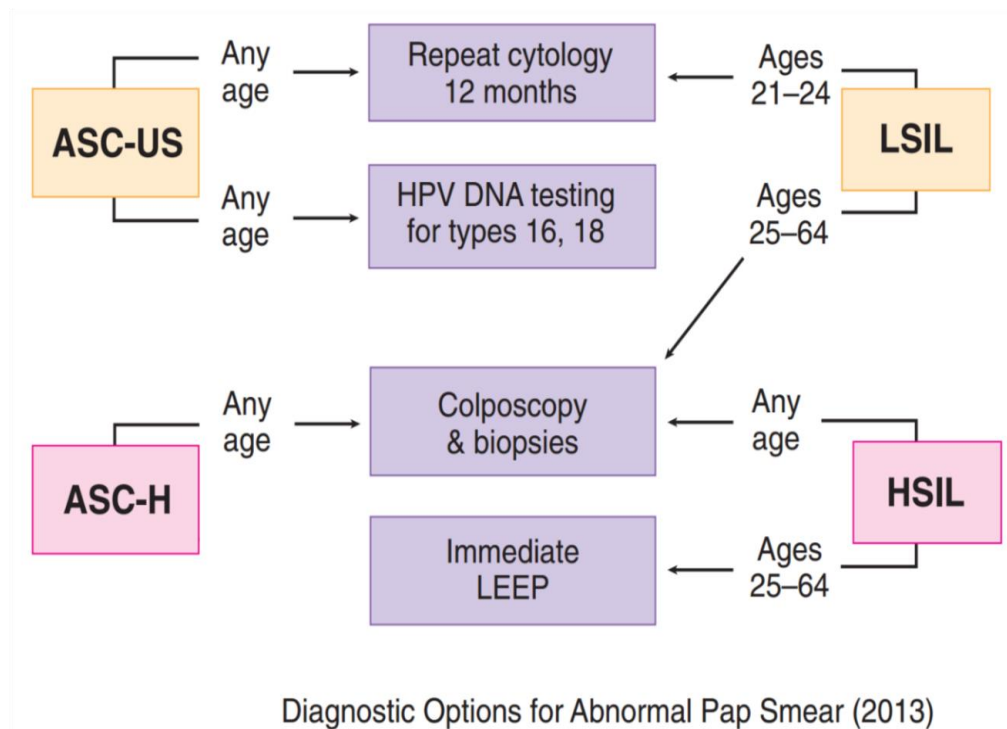 Any
age
Repeat cytology
12 months
Ages
21–24
ASC-US
LSIL
Any
age
HPV DNA testing
for types 16, 18
Ages
25–64
Any
age
Colposcopy
& biopsies
Any
age
ASC-H
HSIL
Immediate
LEEP
Ages
25–64
Diagnostic Options for Abnormal Pap Smear (2013)